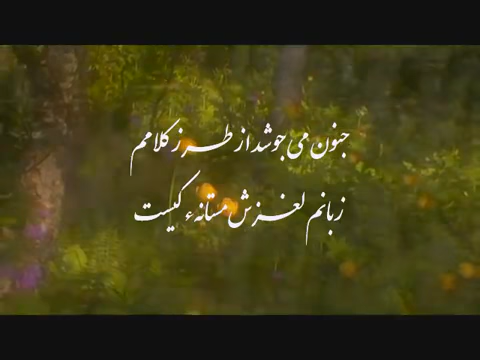 جنون می جوشد از طرز کلامم
زبانم لغزش مستانهٔ کیست